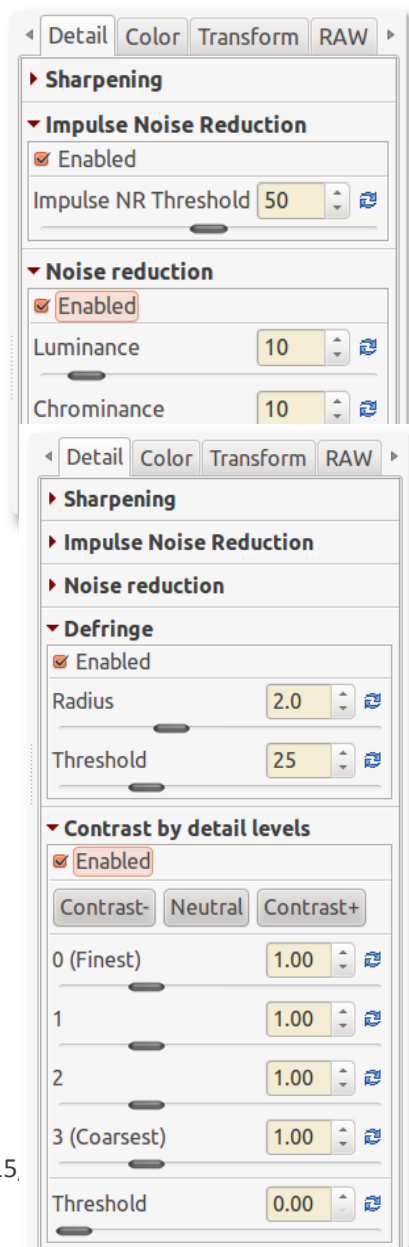 Detail Color Transform RAW
Sharpening
Impulse Noise Reduction
Enabled
Impulse NR Threshold 50
Noise reduction
Enabled
Luminance 10
Chrominance 10
Detail Color Transform RAW
Sharpening
Impulse Noise Reduction
Noise reduction
Defringe
Enabled
Radius 2.0
Threshold 25
Contrast by detail levels
Enabled
Contrast- Neutral Contrast+
0 (Finest) 1.00
1 1.00
2 1.00
3 (Coarsest) 1.00
5,
Threshold 0.00